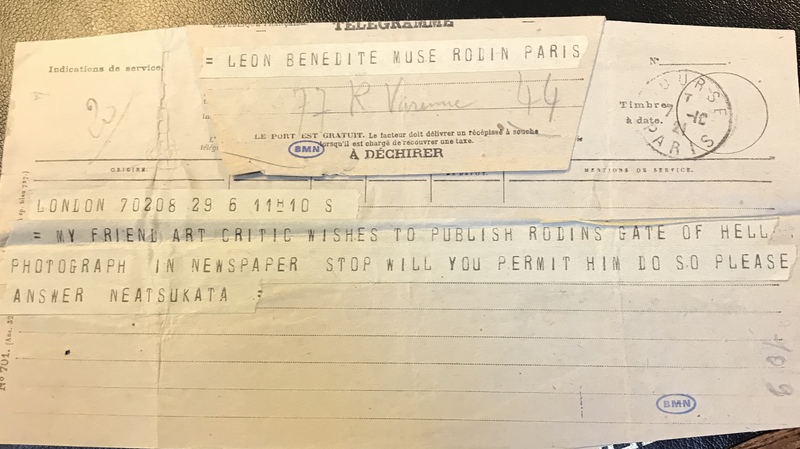 TÉLÉGRAMME
= LEON BENEDITE MUSE RODIN PARIS
Indications de service.
N°
77 R Varenne 44
Timbre
à date.
BOURSE
PARIS
LE PORT EST GRATUIT. Le facteur doit délivrer un récépissé à souche
lorsqu'il est chargé de recouvrer une taxe.
BMN
À DÉCHIRER
ORIGINE.
MENTIONS DE SERVICE.
LONDON 70208 29 6 11H10 S
= MY FRIEND ART CRITIC WISHES TO PUBLISH RODINS GATE OF HELL
PHOTOGRAPH IN NEWSPAPER STOP WILL YOU PERMIT HIM DO SO PLEASE
ANSWER NEATSUKATA =
N° 701.
BMN